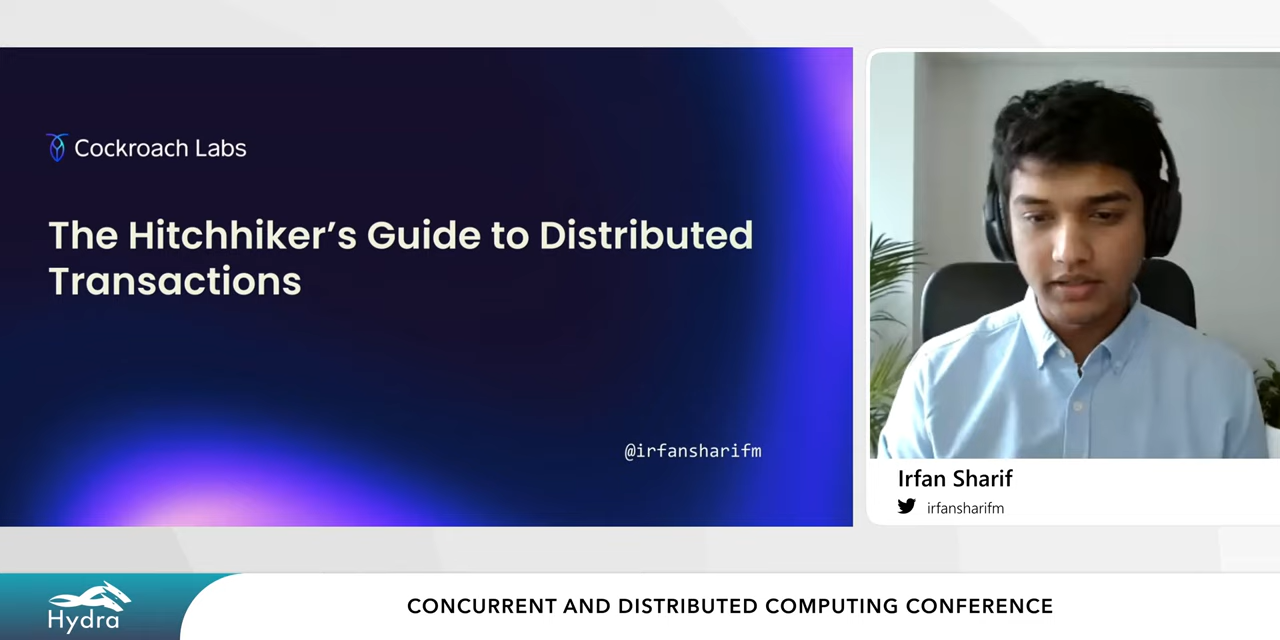 Cockroach Labs
The Hitchhiker’s Guide to Distributed
Transactions
@irfansharifm
Irfan Sharif
irfansharifm
Hydra
CONCURRENT AND DISTRIBUTED COMPUTING CONFERENCE